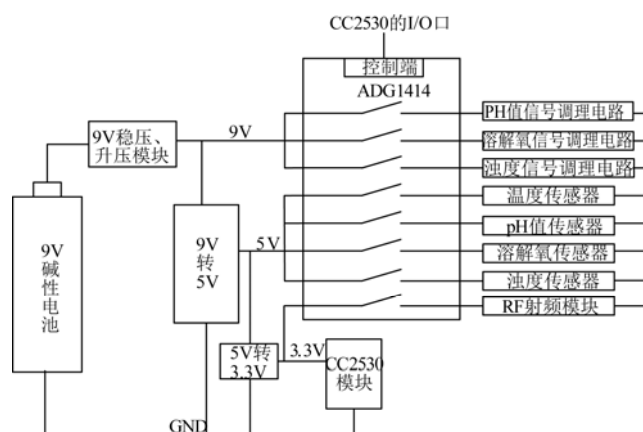 CC2530的I/O口
控制端
ADG1414
9V稳压、
升压模块
9V
PH值信号调理电路
溶解氧信号调理电路
浊度信号调理电路
温度传感器
pH值传感器
溶解氧传感器
浊度传感器
RF射频模块
9V
碱性电池
9V
转
5V
5V
5V转
3.3V
3.3V
CC2530
模块
GND